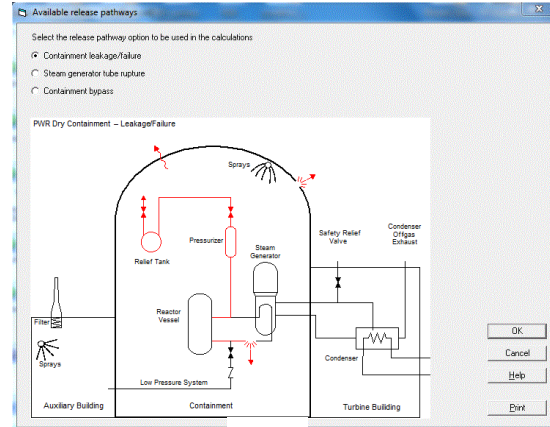 Available release pathways
Select the release pathway option to be used in the calculations
Containment leakage/failure
Steam generator tube rupture
Containment bypass
PWR Dry Containment – Leakage/Failure
Sprays
Safety Relief
Valve
Condenser
Offgas
Exhaust
Pressurizer
Steam
Generator
Relief Tank
Reactor
Vessel
Filter
Sprays
Condenser
Low Pressure System
Auxiliary Building
Containment
Turbine Building
OK
Cancel
Help
Print